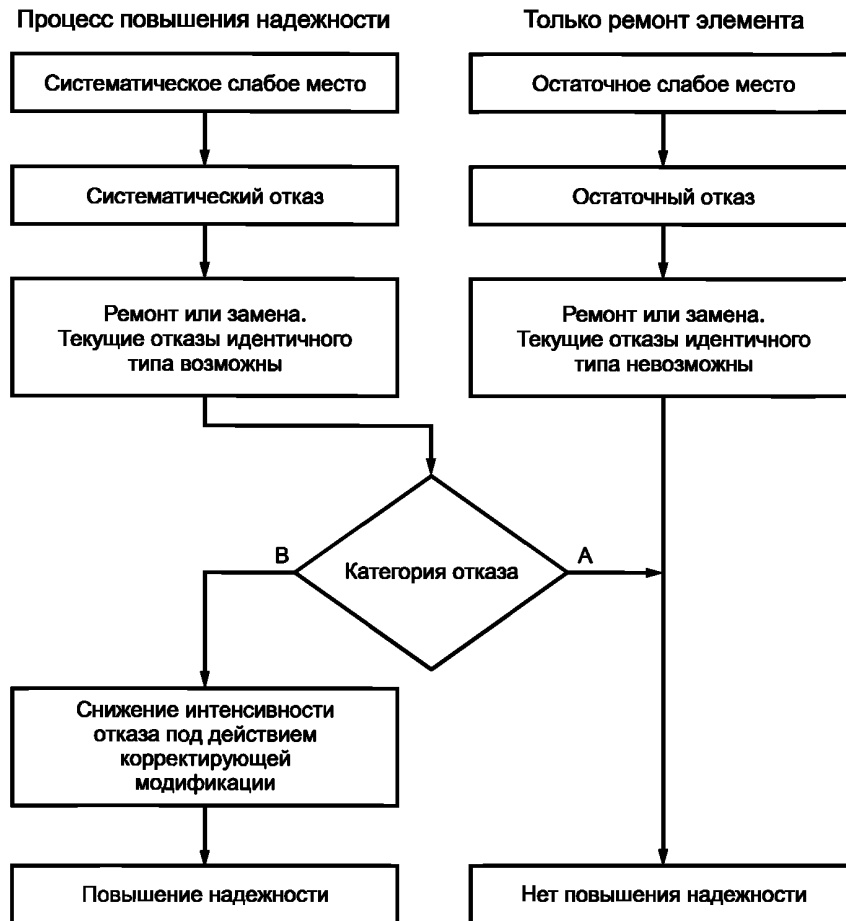 Процесс повышения надежности
Только ремонт элемента
Систематическое слабое место
Остаточное слабое место
Систематический отказ
Остаточный отказ
Ремонт или замена.
Текущие отказы идентичного
типа возможны
Ремонт или замена.
Текущие отказы идентичного
типа невозможны
В
Категория отказа
А
Снижение интенсивности
отказа под действием
корректирующей
модификации
Повышение надежности
Нет повышения надежности